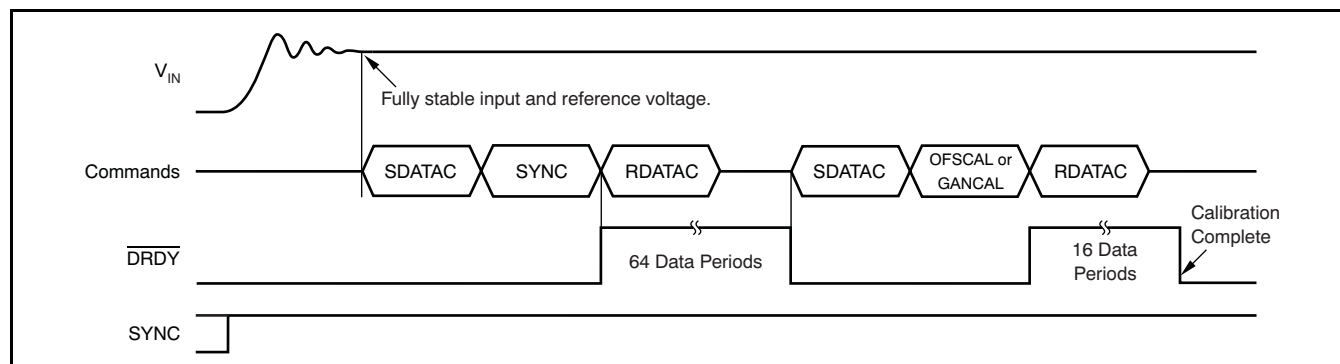 VIN
Fully stable input and reference voltage.
Commands
SDATAC
SYNC
RDATAC
SDATAC
OFSCAL or
GANCAL
RDATAC
DRDY
64 Data Periods
16 Data
Periods
Calibration
Complete
SYNC